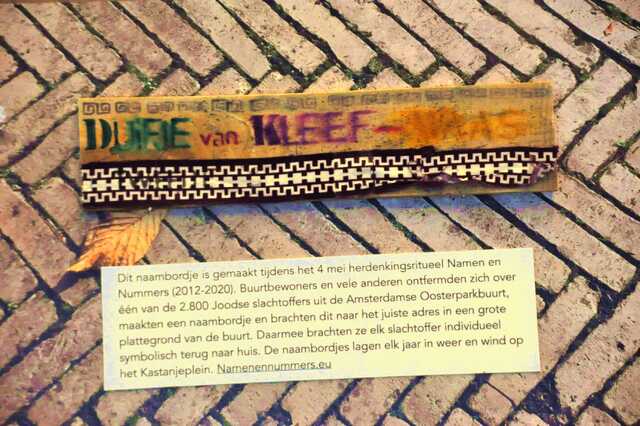 DUIFJE van KLEEF-WAAS
Dit naambordje is gemaakt tijdens het 4 mei herdenkingsritueel Namen en
Nummers (2012-2020). Buurtbewoners en vele anderen ontfermden zich over
één van de 2.800 Joodse slachtoffers uit de Amsterdamse Oosterparkbuurt,
maakten een naambordje en brachten dit naar het juiste adres in een grote
plattegrond van de buurt. Daarmee brachten ze elk slachtoffer individueel
symbolisch terug naar huis. De naambordjes lagen elk jaar in weer en wind op
het Kastanjeplein. Namenennummers.eu